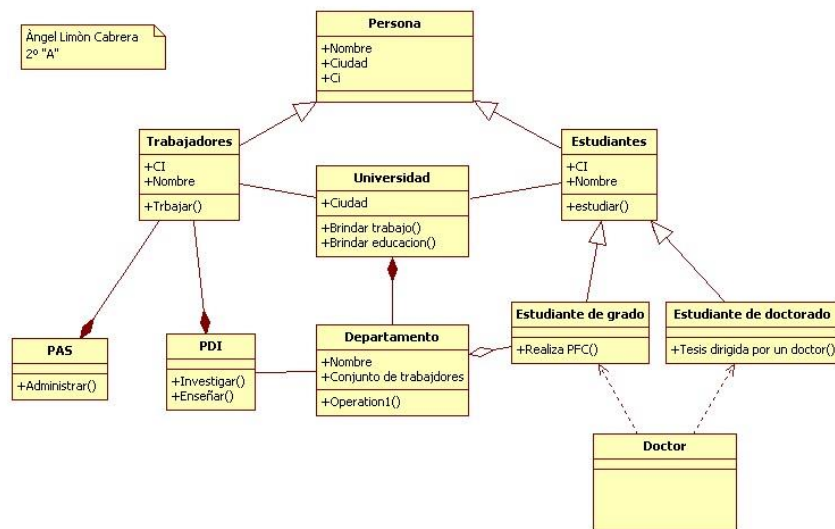 Persona
Àngel Limòn Cabrera
2º "A"
+Nombre
+Ciudad
+Ci
Trabajadores
+CI
+Nombre
+Trbajar()
Universidad
+Ciudad
+Brindar trabajo()
+Brindar educacion()
Estudiantes
+CI
+Nombre
+estudiar()
PAS
+Administrar()
PDI
+Investigar()
+Enseñar()
Departamento
+Nombre
+Conjunto de trabajdores
+Operation1()
Estudiante de grado
+Realiza PFC()
Estudiante de doctorado
+Tesis dirigida por un doctor()
Doctor